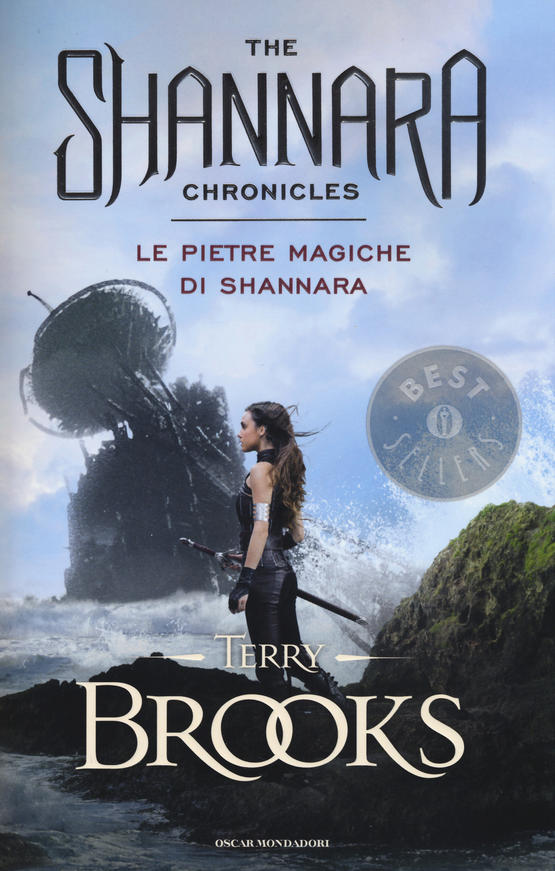 THE
SHANNARA
CHRONICLES
LE PIETRE MAGICHE
DI SHANNARA
BEST
SELLERS
TERRY
BROOKS
OSCAR MONDADORI